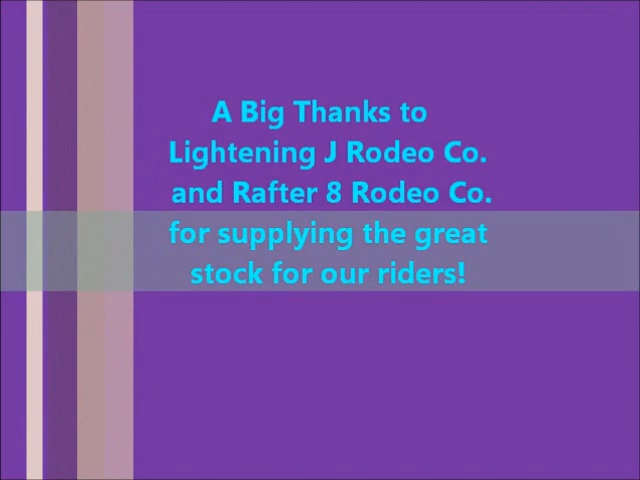 A Big Thanks to
Lightening J Rodeo Co.
and Rafter 8 Rodeo Co.
for supplying the great
stock for our riders!